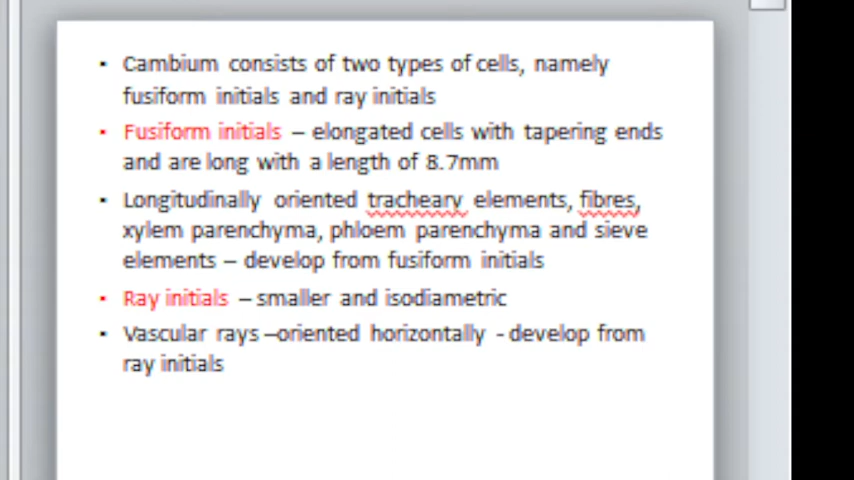 ▪ Cambium consists of two types of cells, namely
fusiform initials and ray initials
▪ Fusiform initials – elongated cells with tapering ends
and are long with a length of 8.7mm
▪ Longitudinally oriented tracheary elements, fibres,
xylem parenchyma, phloem parenchyma and sieve
elements – develop from fusiform initials
▪ Ray initials – smaller and isodiametric
▪ Vascular rays –oriented horizontally - develop from
ray initials